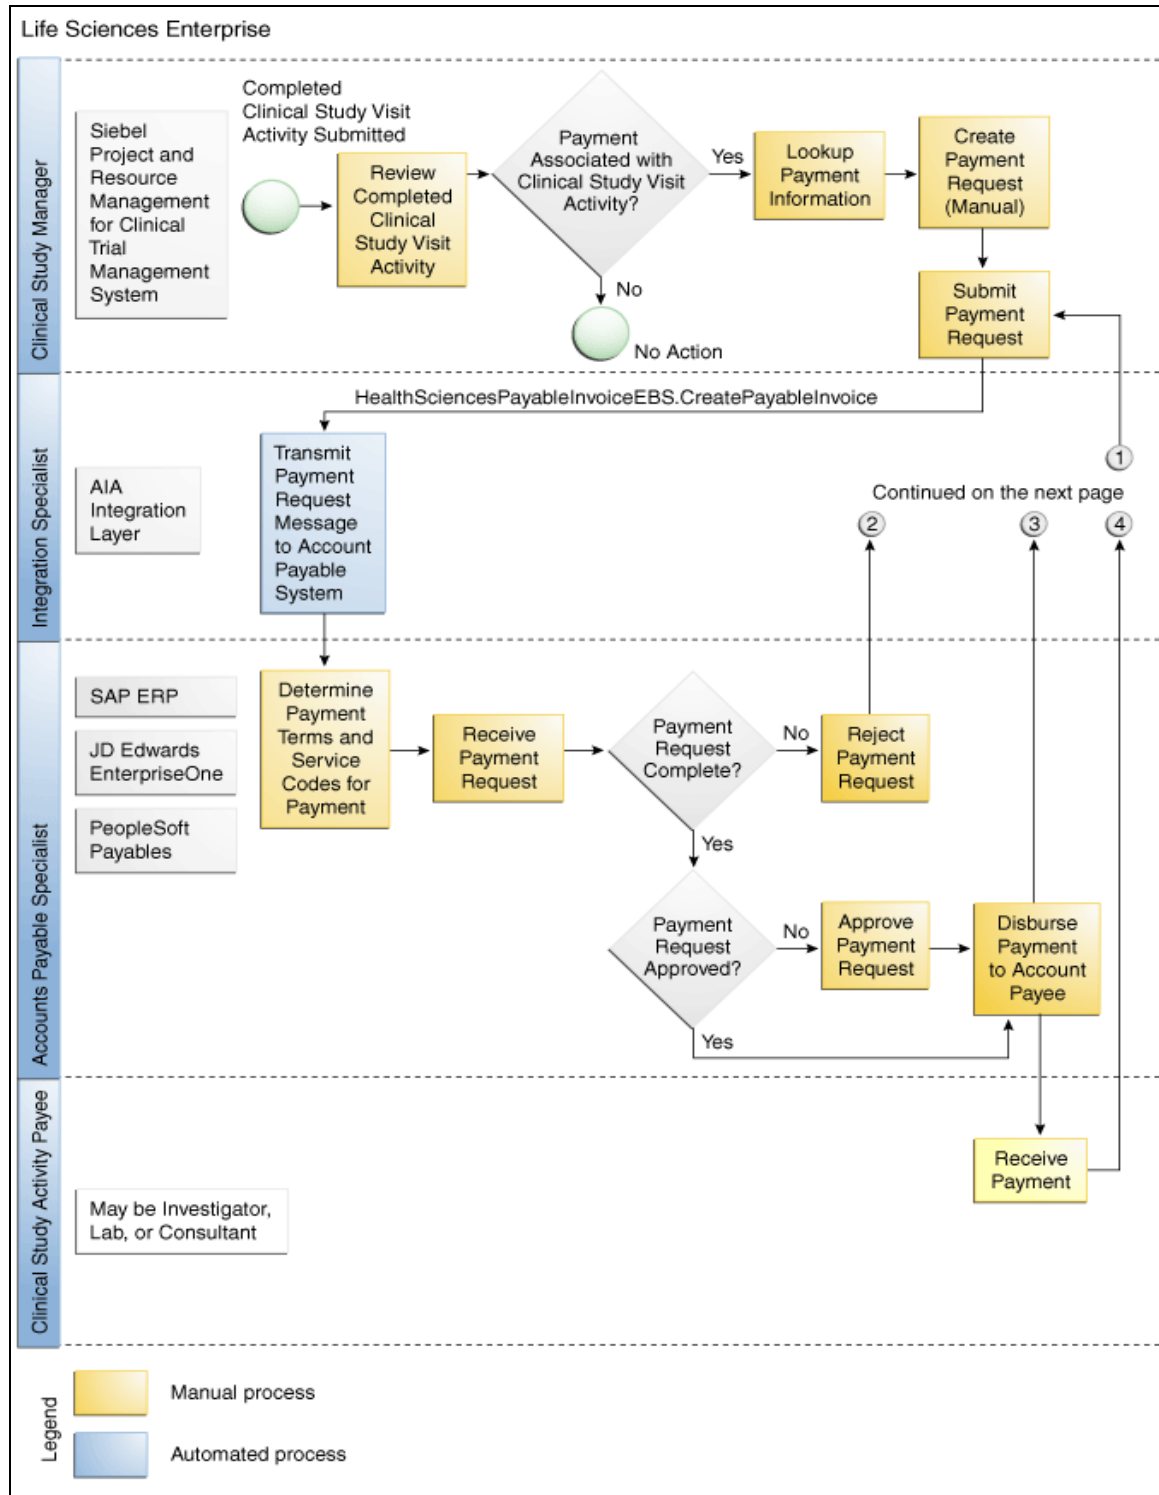 Life Sciences Enterprise
Clinical Study Manager
Siebel
Project and
Resource
Management
for Clinical
Trial
Management
System
Completed
Clinical Study Visit
Activity Submitted
Review
Completed
Clinical
Study Visit
Activity
Payment
Associated with
Clinical Study Visit
Activity?
Yes
No
No Action
Lookup
Payment
Information
Create
Payment
Request
(Manual)
Submit
Payment
Request
HealthSciencesPayableInvoiceEBS.CreatePayableInvoice
Integration Specialist
AIA
Integration
Layer
Transmit
Payment
Request
Message
to Account
Payable
System
1
Continued on the next page
2
3
4
Accounts Payable Specialist
SAP ERP
JD Edwards
EnterpriseOne
PeopleSoft
Payables
Determine
Payment
Terms and
Service
Codes for
Payment
Receive
Payment
Request
Payment
Request
Complete?
No
Reject
Payment
Request
Yes
Payment
Request
Approved?
No
Approve
Payment
Request
Disburse
Payment
to Account
Payee
Yes
Clinical Study Activity Payee
May be Investigator,
Lab, or Consultant
Receive
Payment
Legend
Manual process
Automated process